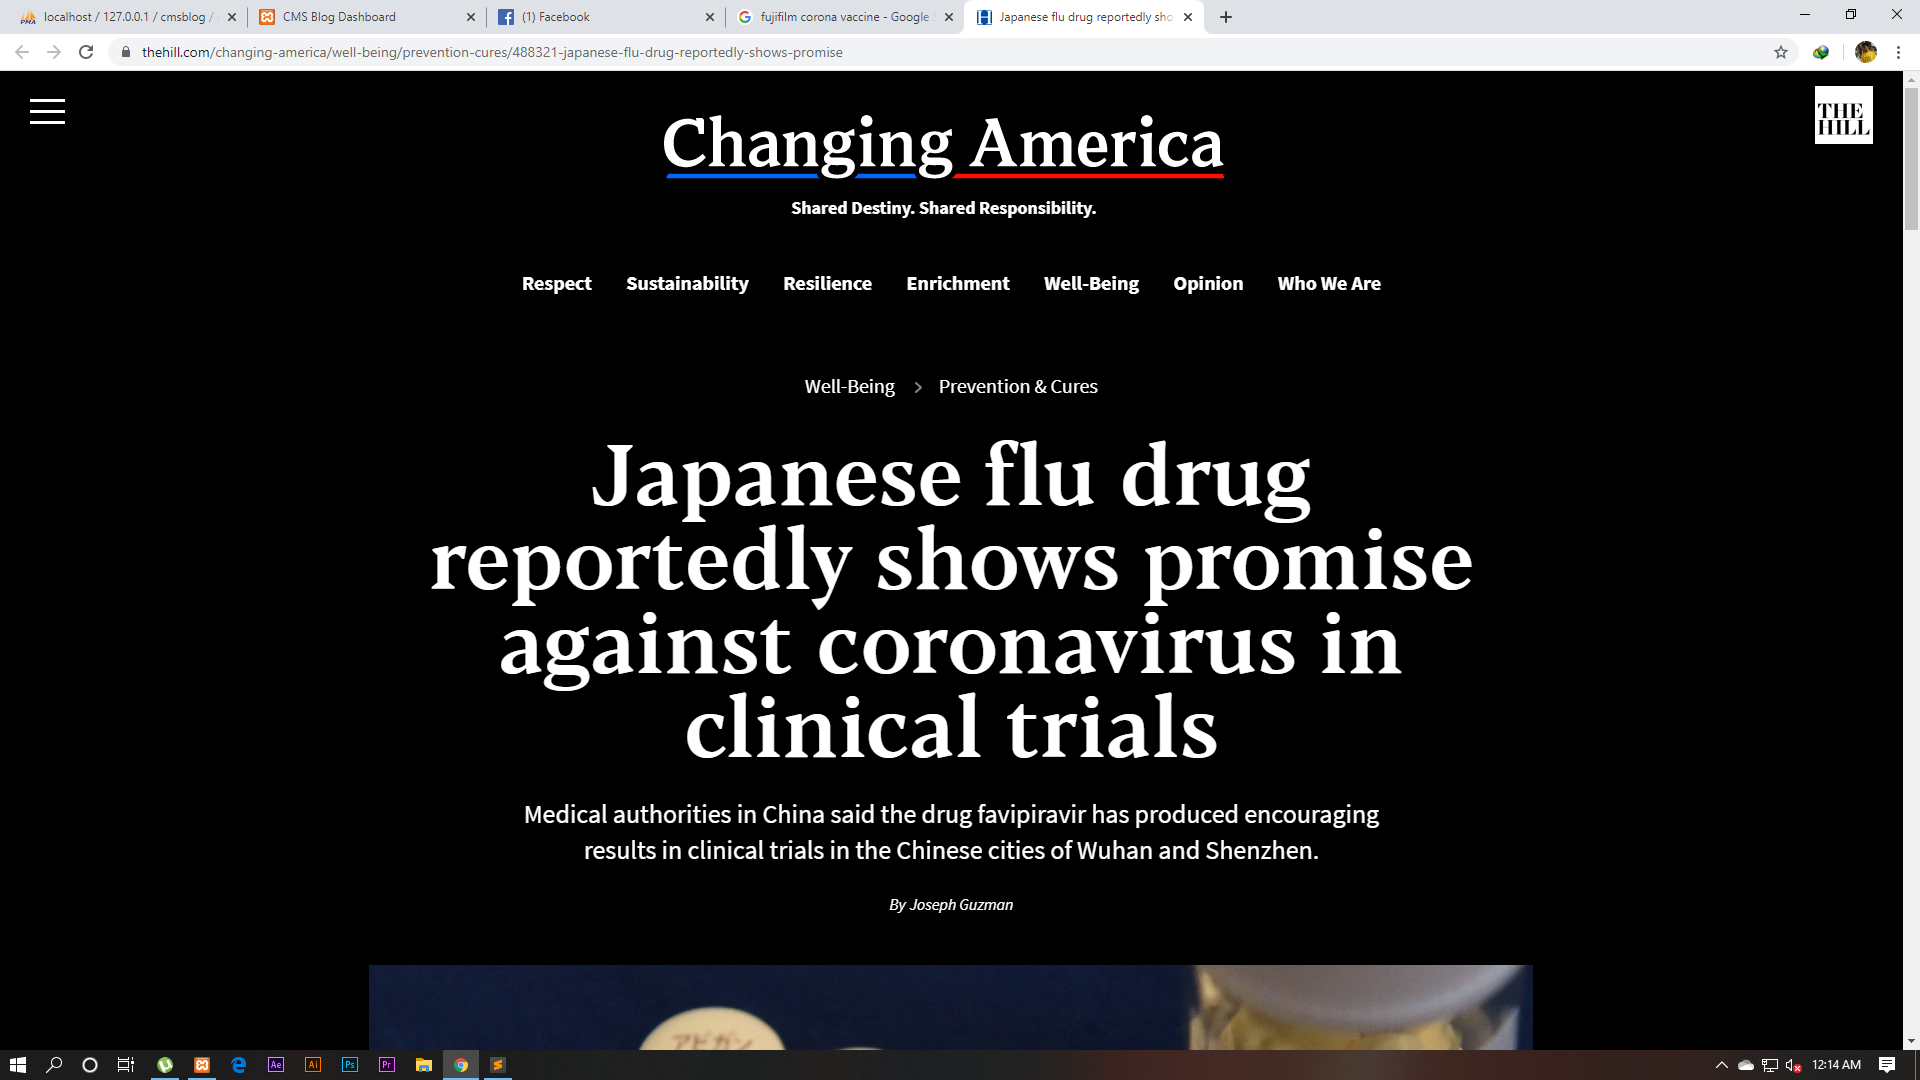 localhost / 127.0.0.1 / cmsblog /
CMS Blog Dashboard
(1) Facebook
fujifilm corona vaccine - Google
Japanese flu drug reportedly sho
thehill.com/changing-america/well-being/prevention-cures/488321-japanese-flu-drug-reportedly-shows-promise
Changing America
THE
HILL
Shared Destiny. Shared Responsibility.
Respect Sustainability Resilience Enrichment Well-Being Opinion Who We Are
Well-Being > Prevention & Cures
Japanese flu drug
reportedly shows promise
against coronavirus in
clinical trials
Medical authorities in China said the drug favipiravir has produced encouraging
results in clinical trials in the Chinese cities of Wuhan and Shenzhen.
By Joseph Guzman
アビガン
Ae Ai Ps Pr
12:14 AM